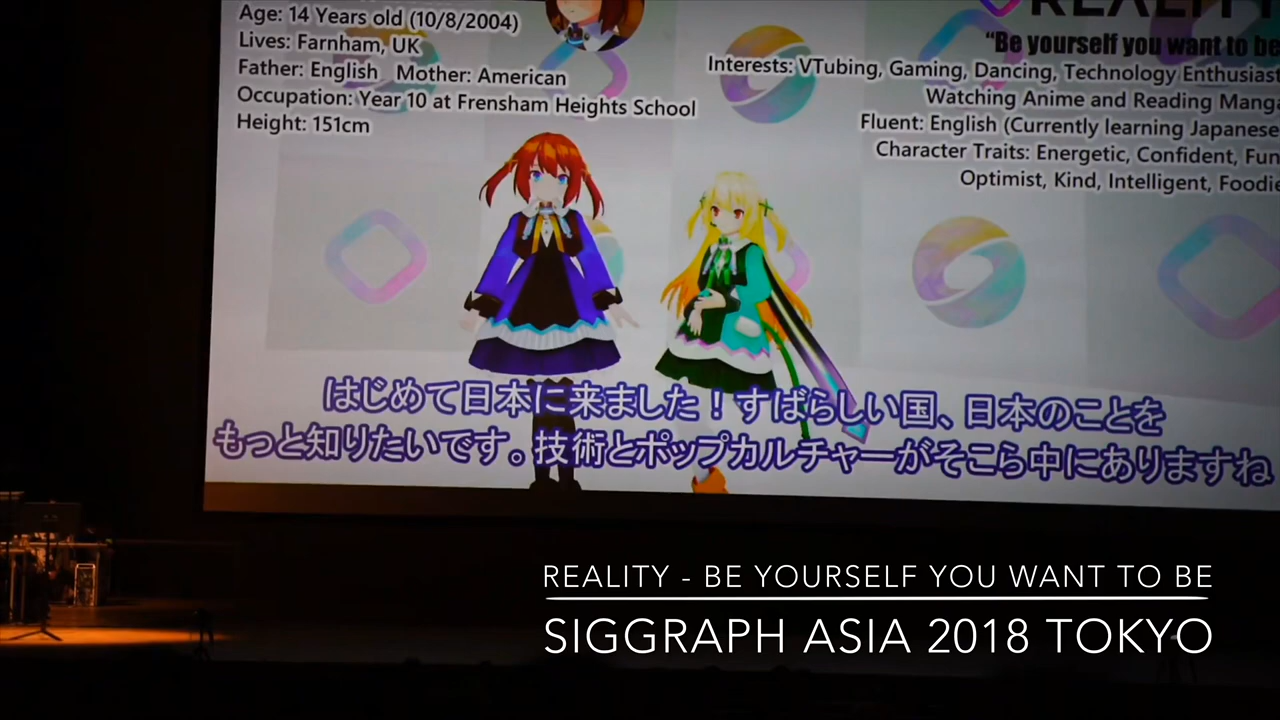 Age: 14 Years old (10/8/2004)
Lives: Farnham, UK
Father: English Mother: American
Occupation: Year 10 at Frensham Heights School
Height: 151cm
REALITY
"Be yourself you want to be
Interests: VTubing, Gaming, Dancing, Technology Enthusiast
Watching Anime and Reading Manga
Fluent: English (Currently learning Japanese
Character Traits: Energetic, Confident, Fun
Optimist, Kind, Intelligent, Foodie
はじめて日本に来ました！すばらしい国、日本のことを
もっと知りたいです。技術とポップカルチャーがそこら中にありますね
REALITY - BE YOURSELF YOU WANT TO BE
SIGGRAPH ASIA 2018 TOKYO